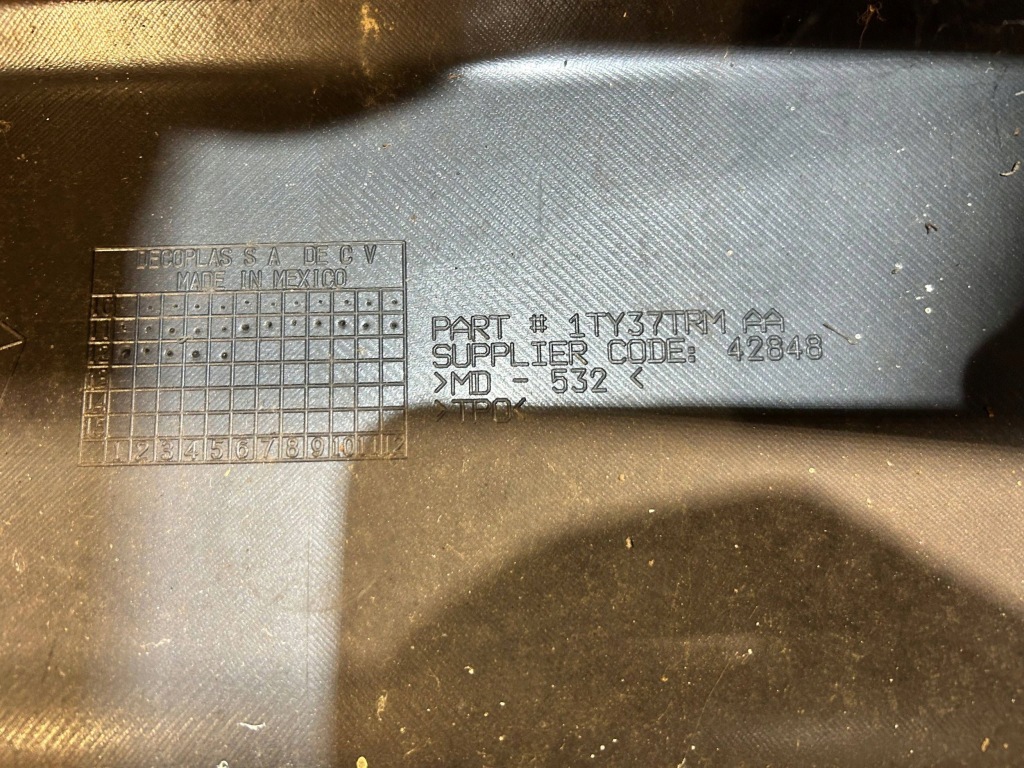 DECOPLAS S A DE C V
MADE IN MEXICO
PART # 1TY37TRM AA
SUPPLIER CODE: 42848
>MD - 532 <
>TPO<
1 2 3 4 5 6 7 8 9 10 11 12